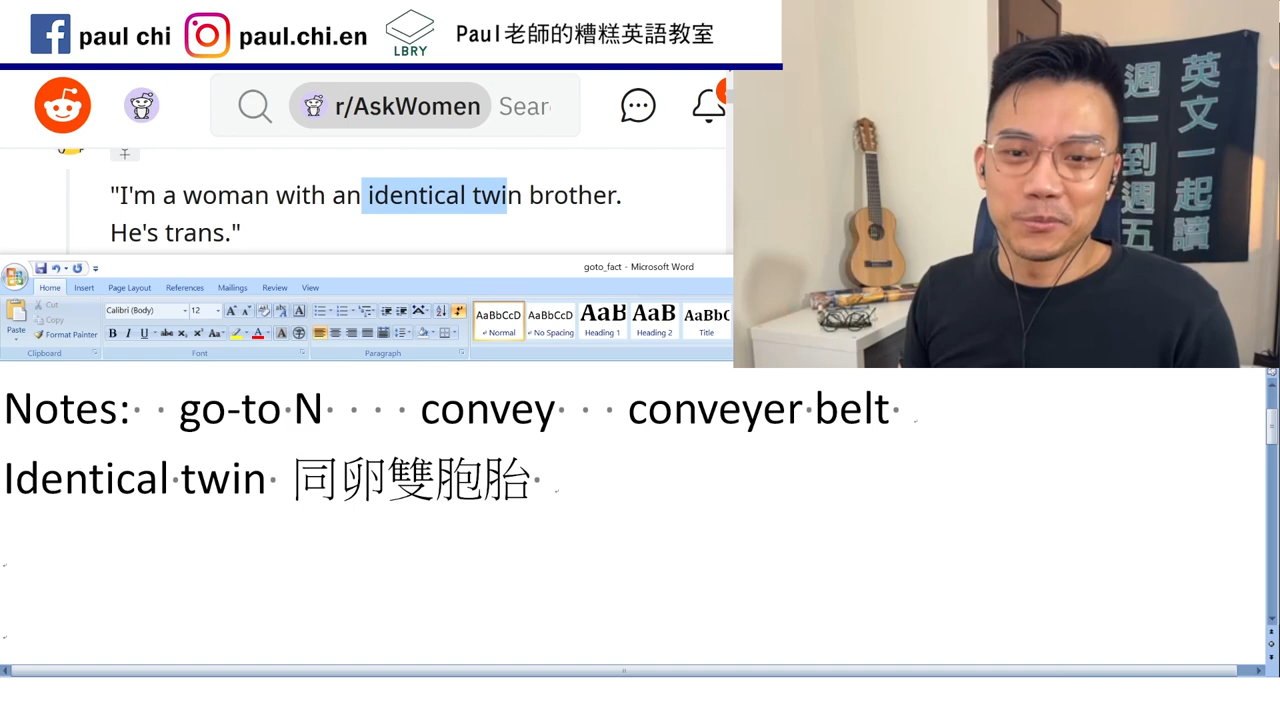 paul chi paul.chi.en LBRY Paul老師的糟糕英語教室
r/AskWomen Sear
"I'm a woman with an identical twin brother.
He's trans."
goto_fact - Microsoft Word
Home Insert Page Layout References Mailings Review View
Paste Cut Copy Format Painter
Calibri (Body) 12
AaBbCcD Normal AaBbCcD No Spacing AaB Heading 1 AaB Heading 2 AaBbC Title
Clipboard Font Paragraph
Notes: go-to N convey conveyer belt
Identical twin 同卵雙胞胎
英文一起讀
週一到週五